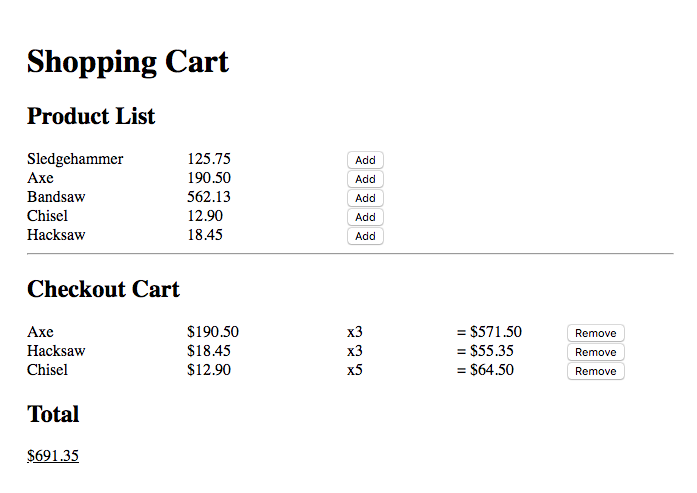 Shopping Cart
Product List
Sledgehammer 125.75 Add
Axe 190.50 Add
Bandsaw 562.13 Add
Chisel 12.90 Add
Hacksaw 18.45 Add
Checkout Cart
Axe $190.50 x3 = $571.50 Remove
Hacksaw $18.45 x3 = $55.35 Remove
Chisel $12.90 x5 = $64.50 Remove
Total
$691.35